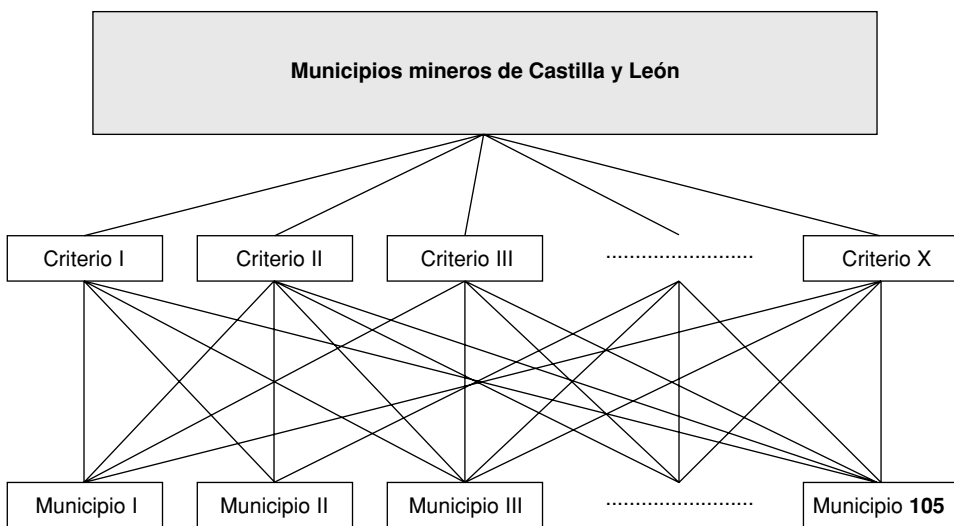 Municipios mineros de Castilla y León
Criterio I
Criterio II
Criterio III
.........................
Criterio X
Municipio I
Municipio II
Municipio III
.........................
Municipio 105